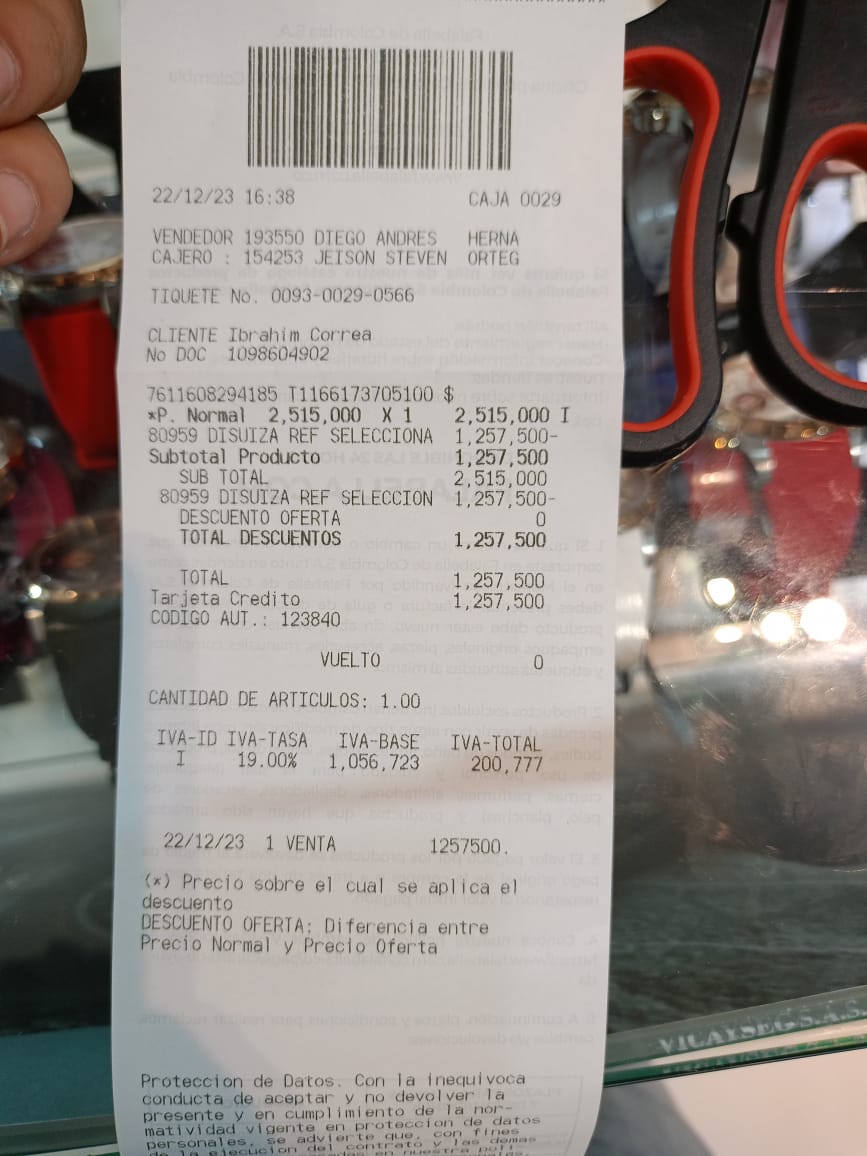 22/12/23 16:38 CAJA 0029
VENDEDOR 193550 DIEGO ANDRES HERNA
CAJERO : 154253 JEISON STEVEN ORTEG
TIQUETE No. 0093-0029-0566
CLIENTE Ibrahim Correa
No DOC 1098604902
7611608294185 T1166173705100 $
*P. Normal 2,515,000 X 1 2,515,000 I
80959 DISUIZA REF SELECCIONA 1,257,500-
Subtotal Producto 1,257,500
SUB TOTAL 2,515,000
80959 DISUIZA REF SELECCION 1,257,500-
DESCUENTO OFERTA 0
TOTAL DESCUENTOS 1,257,500
TOTAL 1,257,500
Tarjeta Credito 1,257,500
CODIGO AUT.: 123840
VUELTO 0
CANTIDAD DE ARTICULOS: 1.00
IVA-ID IVA-TASA IVA-BASE IVA-TOTAL
I 19.00% 1,056,723 200,777
22/12/23 1 VENTA 1257500.
(*) Precio sobre el cual se aplica el
descuento
DESCUENTO OFERTA: Diferencia entre
Precio Normal y Precio Oferta
Proteccion de Datos. Con la inequivoca
conducta de aceptar y no devolver la
presente y en cumplimiento de la nor-
matividad vigente en proteccion de datos
personales, se advierte que, con fines
de la ejecucion del contrato y las demas
VILAYSEG S.A.S.